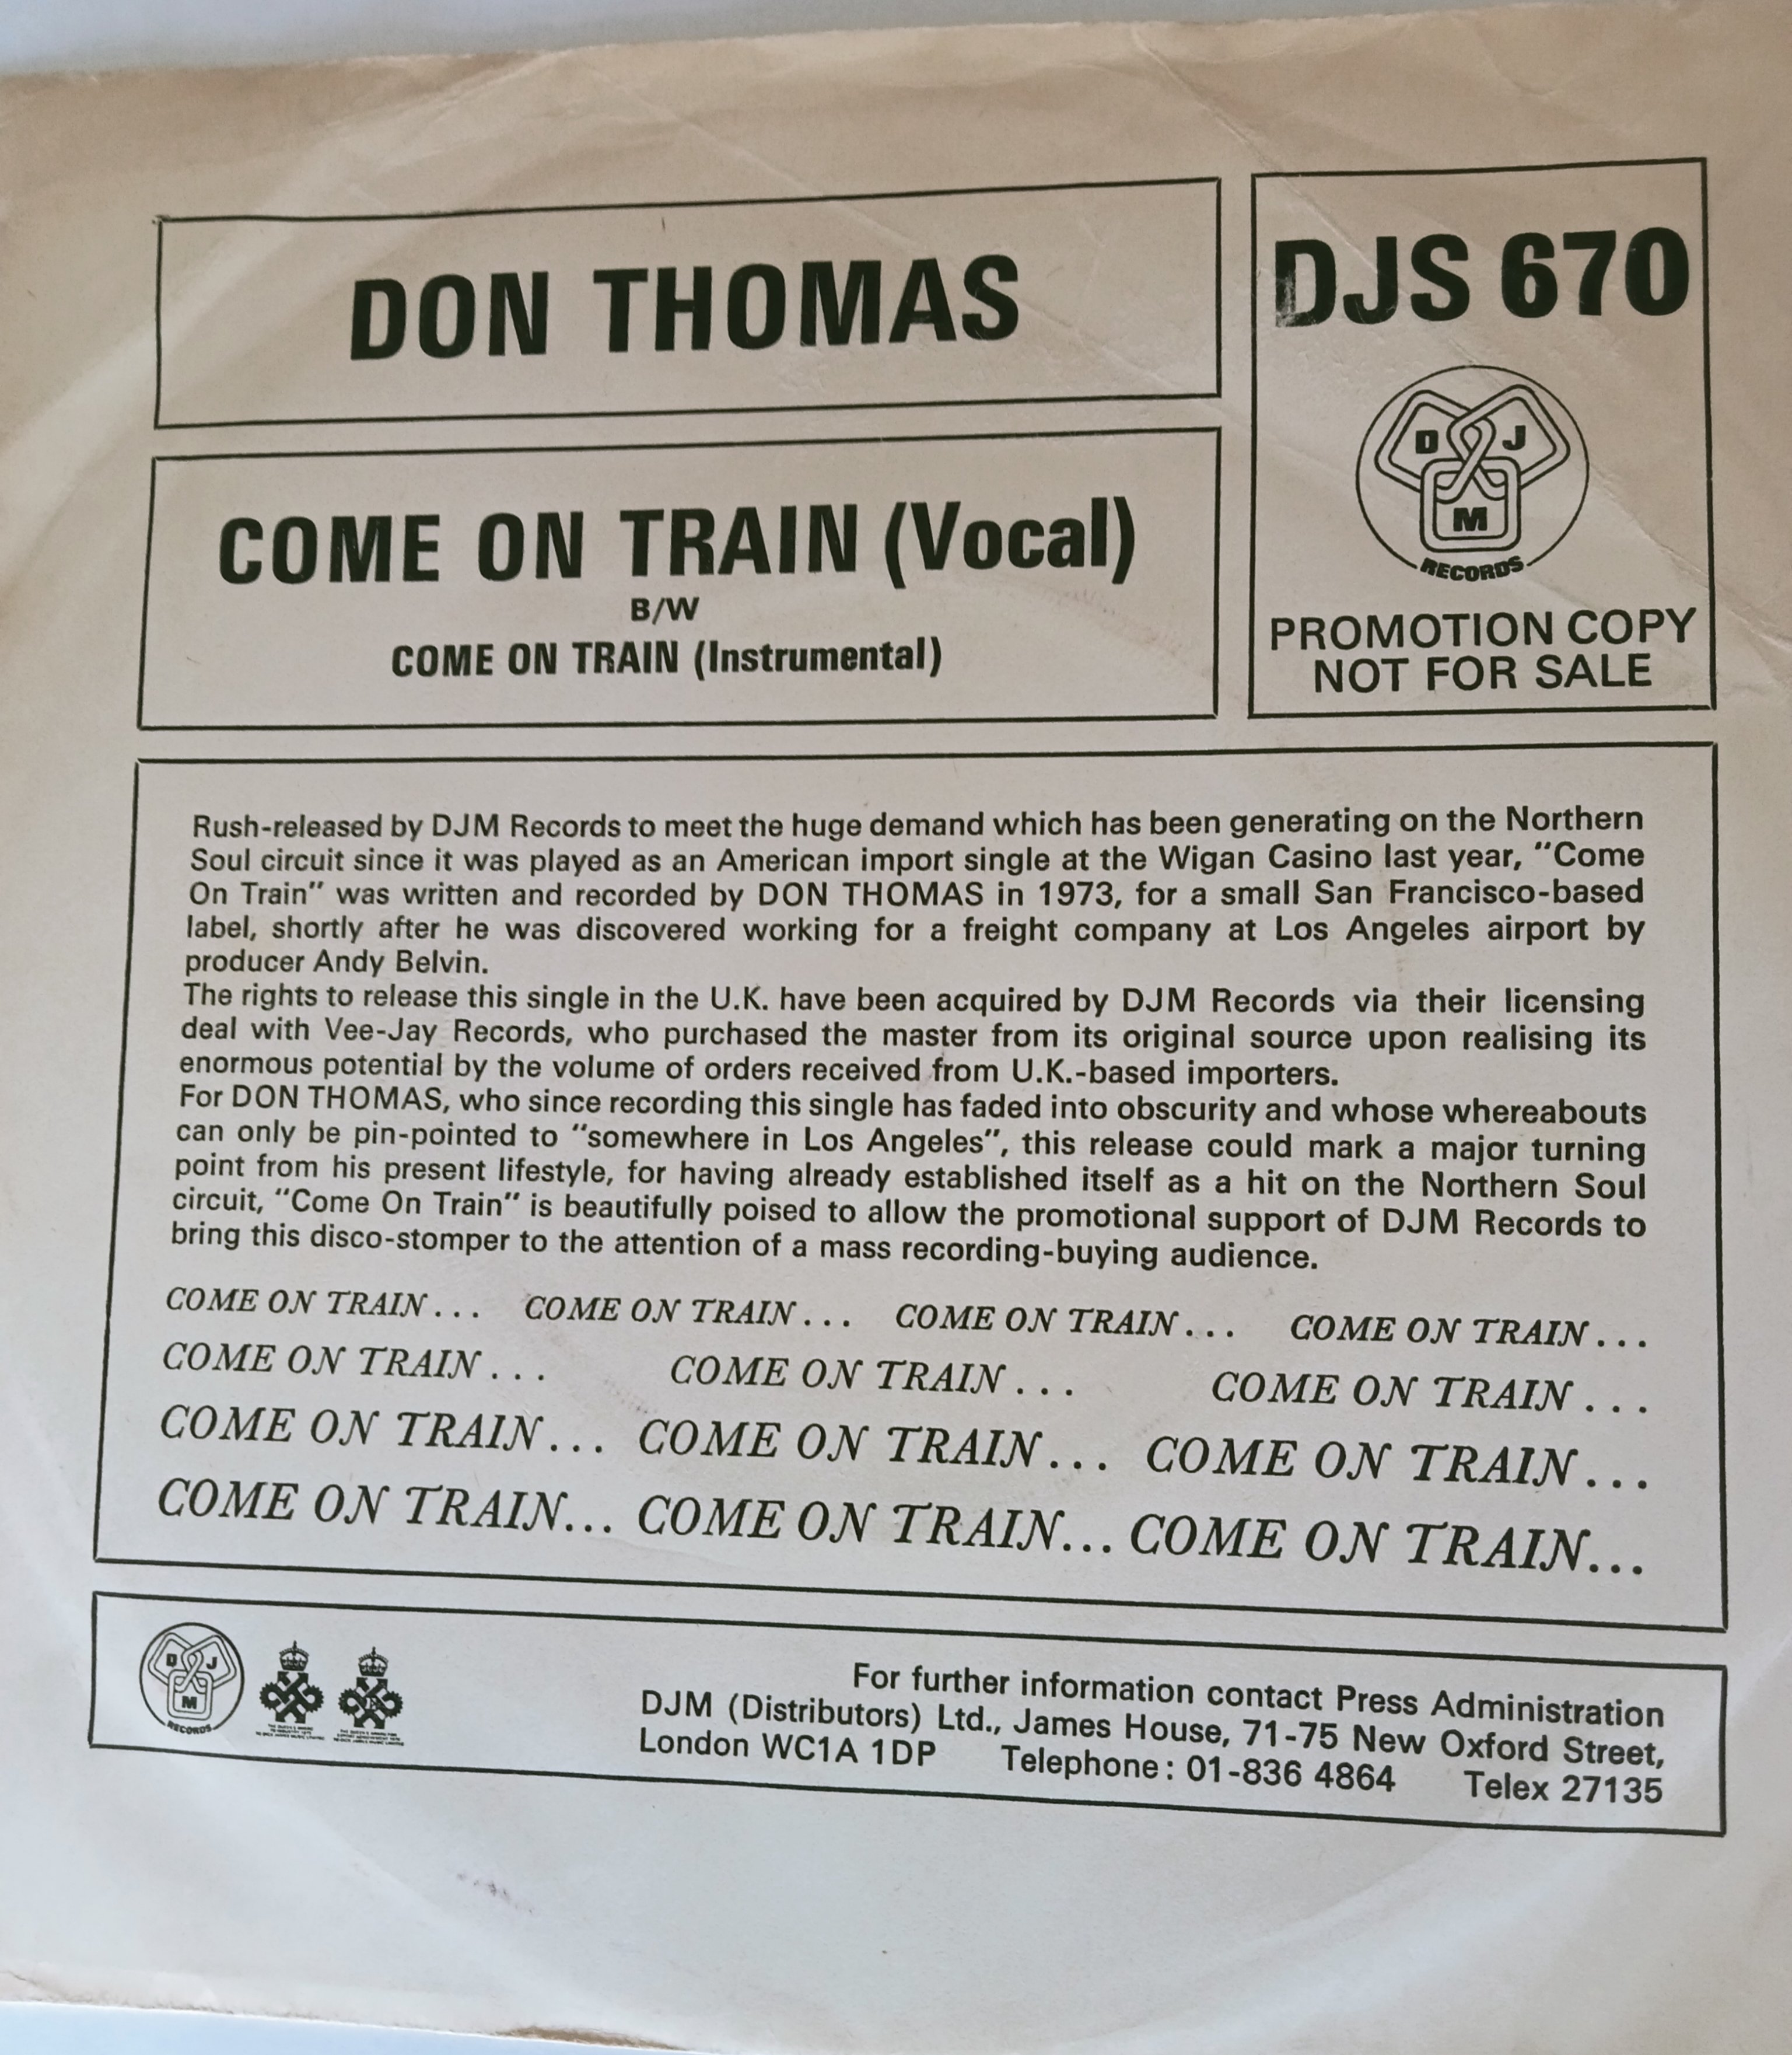 DON THOMAS
DJS 670
COME ON TRAIN (Vocal)
B/W
COME ON TRAIN (Instrumental)
D J
M
RECORDS
PROMOTION COPY
NOT FOR SALE
Rush-released by DJM Records to meet the huge demand which has been generating on the Northern
Soul circuit since it was played as an American import single at the Wigan Casino last year, "Come
On Train" was written and recorded by DON THOMAS in 1973, for a small San Francisco-based
label, shortly after he was discovered working for a freight company at Los Angeles airport by
producer Andy Belvin.
The rights to release this single in the U.K. have been acquired by DJM Records via their licensing
deal with Vee-Jay Records, who purchased the master from its original source upon realising its
enormous potential by the volume of orders received from U.K.-based importers.
For DON THOMAS, who since recording this single has faded into obscurity and whose whereabouts
can only be pin-pointed to "somewhere in Los Angeles", this release could mark a major turning
point from his present lifestyle, for having already established itself as a hit on the Northern Soul
circuit, "Come On Train" is beautifully poised to allow the promotional support of DJM Records to
bring this disco-stomper to the attention of a mass recording-buying audience.
COME ON TRAIN... COME ON TRAIN... COME ON TRAIN... COME ON TRAIN...
COME ON TRAIN... COME ON TRAIN... COME ON TRAIN...
COME ON TRAIN... COME ON TRAIN... COME ON TRAIN...
COME ON TRAIN... COME ON TRAIN... COME ON TRAIN...
D J
M
RECORDS
For further information contact Press Administration
DJM (Distributors) Ltd., James House, 71-75 New Oxford Street,
London WC1A 1DP Telephone: 01-836 4864 Telex 27135